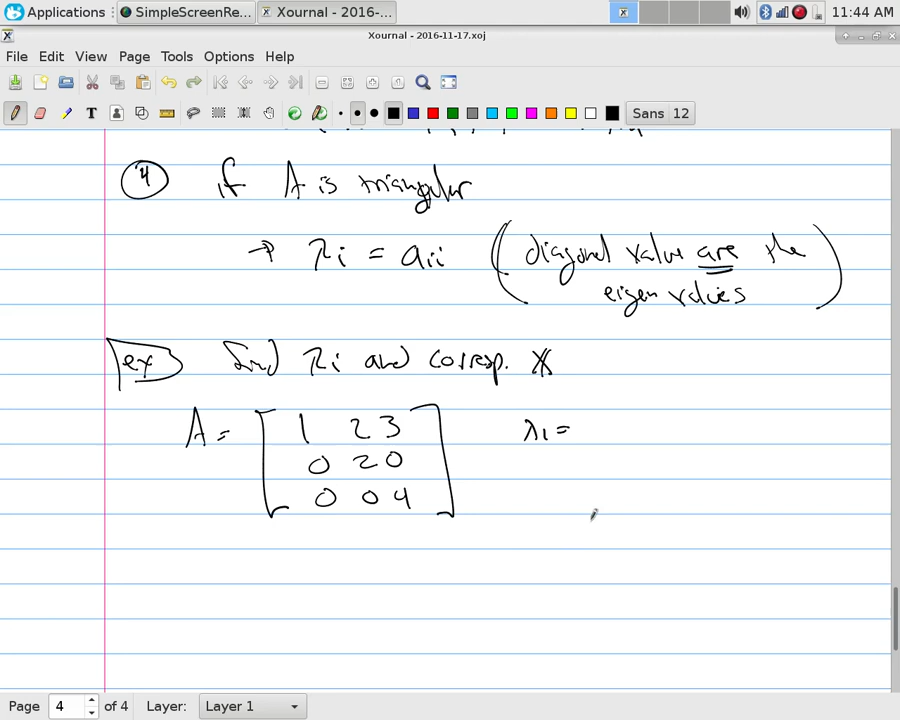 Applications SimpleScreenRe... Xournal - 2016-... 11:44 AM
Xournal - 2016-11-17.xoj
File Edit View Page Tools Options Help
T Sans 12
④ if A is triangular
→ λi = aii (diagonal value are the
eigen values)
ex find λi and corresp. X
A = [ 1 2 3
0 2 0
0 0 4 ]
λ1 =
Page 4 of 4 Layer: Layer 1